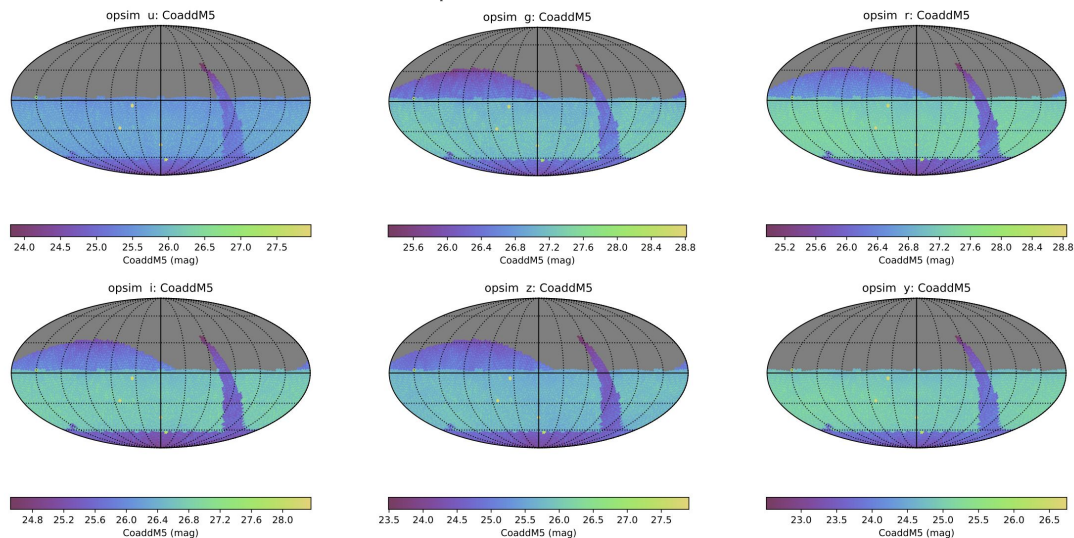 opsim u: CoaddM5
opsim g: CoaddM5
opsim r: CoaddM5
24.0 24.5 25.0 25.5 26.0 26.5 27.0 27.5
CoaddM5 (mag)
25.6 26.0 26.4 26.8 27.2 27.6 28.0 28.4 28.8
CoaddM5 (mag)
25.2 25.6 26.0 26.4 26.8 27.2 27.6 28.0 28.4 28.8
CoaddM5 (mag)
opsim i: CoaddM5
opsim z: CoaddM5
opsim y: CoaddM5
24.8 25.2 25.6 26.0 26.4 26.8 27.2 27.6 28.0
CoaddM5 (mag)
23.5 24.0 24.5 25.0 25.5 26.0 26.5 27.0 27.5
CoaddM5 (mag)
23.0 23.5 24.0 24.5 25.0 25.5 26.0 26.5
CoaddM5 (mag)